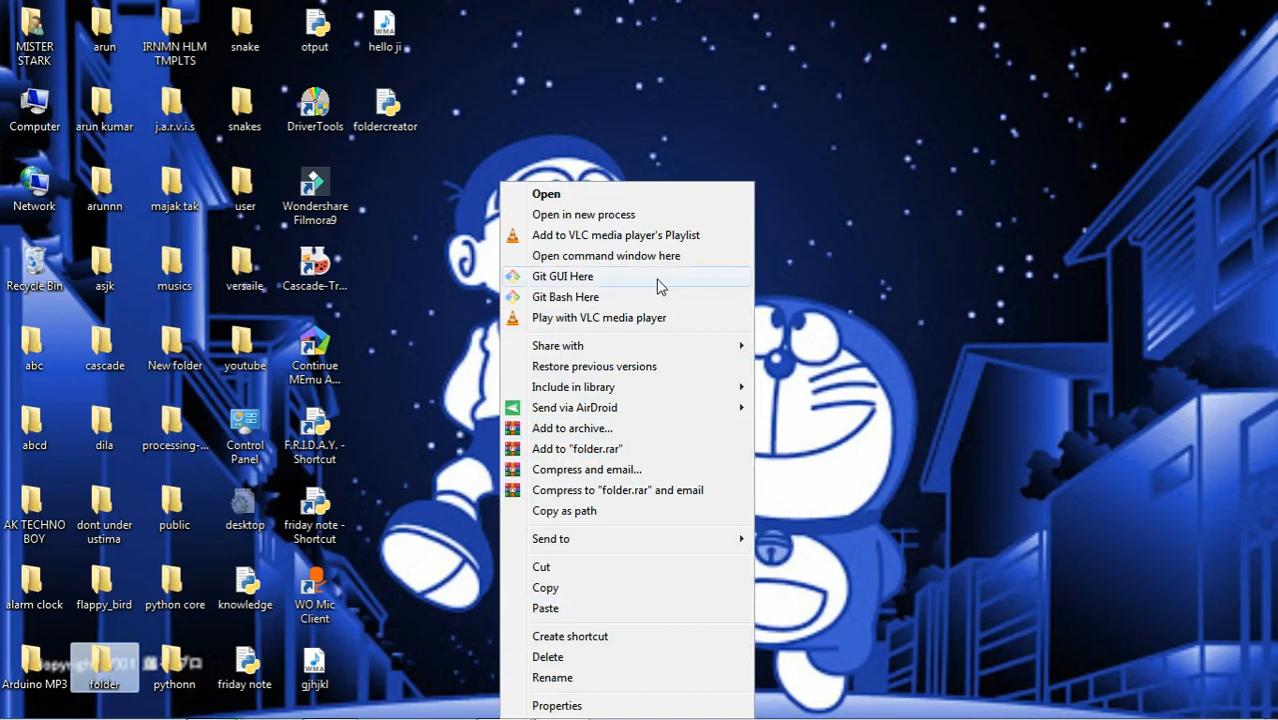 MISTER
STARK
arun
IRNMN HLM
TMPLTS
snake
otput
hello ji
Computer
arun kumar
j.a.r.v.i.s
snakes
DriverTools
foldercreator
Network
arunnn
majak tak
user
Wondershare
Filmora9
Recycle Bin
asjk
musics
versaile
Cascade-Tr...
abc
cascade
New folder
youtube
Continue
MEmu A...
abcd
dila
processing-...
Control
Panel
F.R.I.D.A.Y. -
Shortcut
AK TECHNO
BOY
dont under
ustima
public
desktop
friday note -
Shortcut
alarm clock
flappy_bird
python core
knowledge
WO Mic
Client
Arduino MP3
folder
pythonn
friday note
gjhjkl
Open
Open in new process
Add to VLC media player's Playlist
Open command window here
Git GUI Here
Git Bash Here
Play with VLC media player
Share with
Restore previous versions
Include in library
Send via AirDroid
Add to archive...
Add to "folder.rar"
Compress and email...
Compress to "folder.rar" and email
Copy as path
Send to
Cut
Copy
Paste
Create shortcut
Delete
Rename
Properties